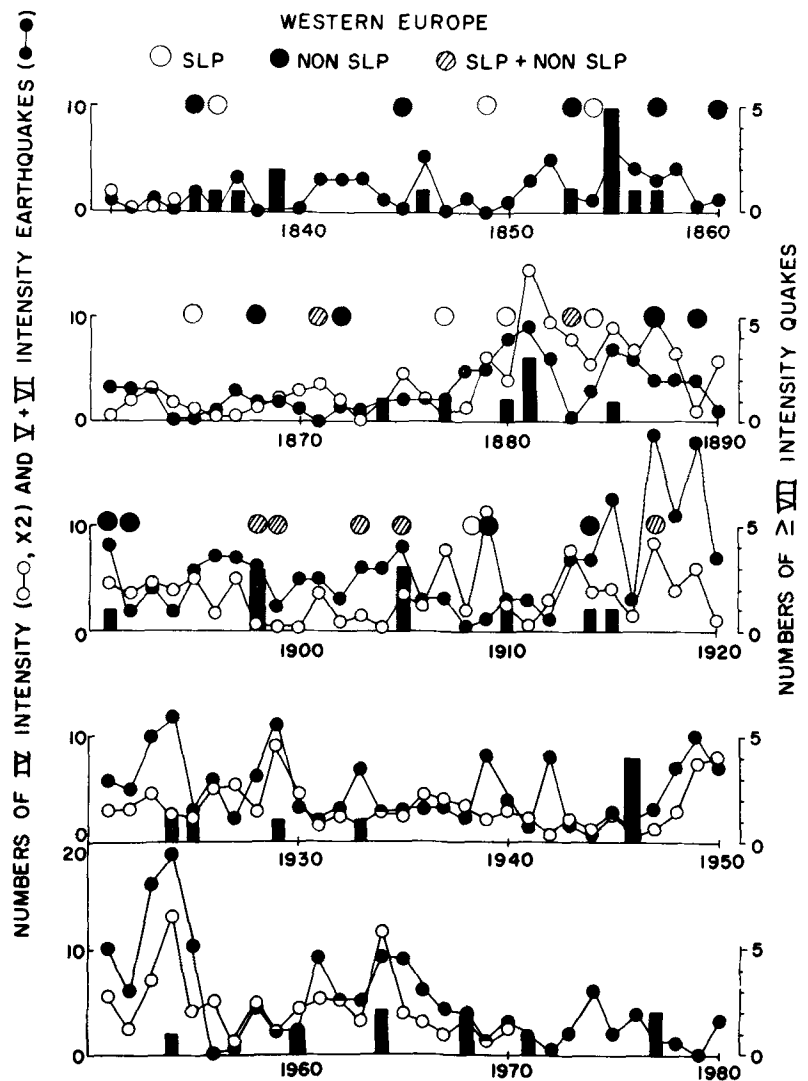 WESTERN EUROPE
SLP NON SLP SLP + NON SLP
NUMBERS OF IV INTENSITY (○-○, X2) AND V + VI INTENSITY EARTHQUAKES (●-●)
NUMBERS OF ≥ VII INTENSITY QUAKES
10 5
0 0
1840 1850 1860
10 5
0 0
1870 1880 1890
10 5
0 0
1900 1910 1920
10 5
0 0
1930 1940 1950
20
10 5
0 0
1960 1970 1980